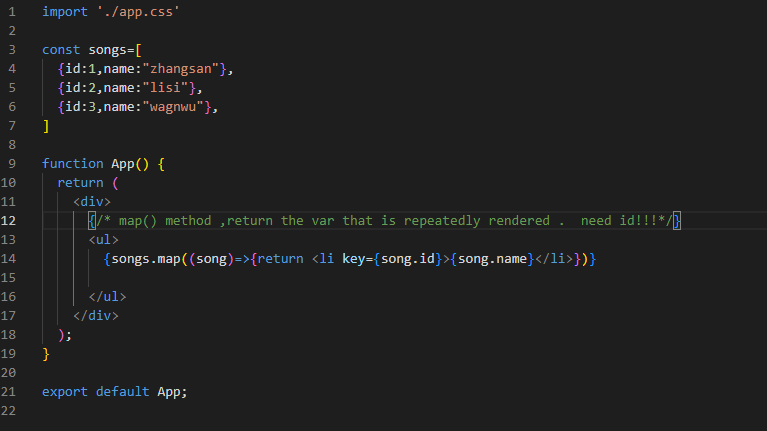 1 import './app.css'
2
3 const songs=[
4   {id:1,name:"zhangsan"},
5   {id:2,name:"lisi"},
6   {id:3,name:"wagnwu"},
7 ]
8
9 function App() {
10   return (
11     <div>
12       {/* map() method ,return the var that is repeatedly rendered .  need id!!!*/}
13       <ul>
14         {songs.map((song)=>{return <li key={song.id}>{song.name}</li>})}
15
16       </ul>
17     </div>
18   );
19 }
20
21 export default App;
22